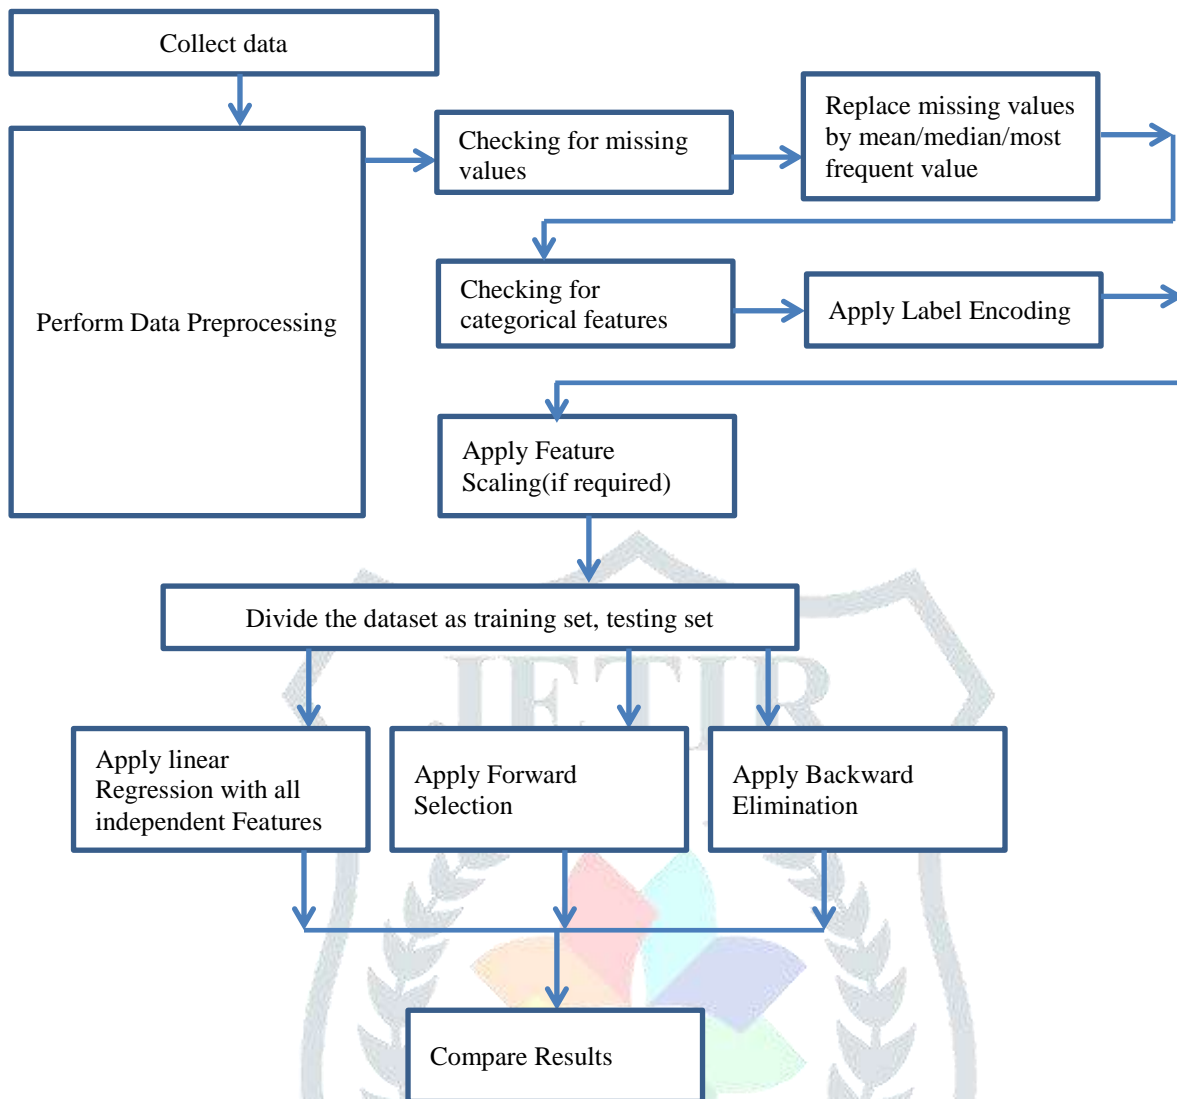 Collect data
Checking for missing
values
Replace missing values
by mean/median/most
frequent value
Perform Data Preprocessing
Checking for
categorical features
Apply Label Encoding
Apply Feature
Scaling(if required)
Divide the dataset as training set, testing set
JETIR
Apply linear
Regression with all
independent Features
Apply Forward
Selection
Apply Backward
Elimination
Compare Results